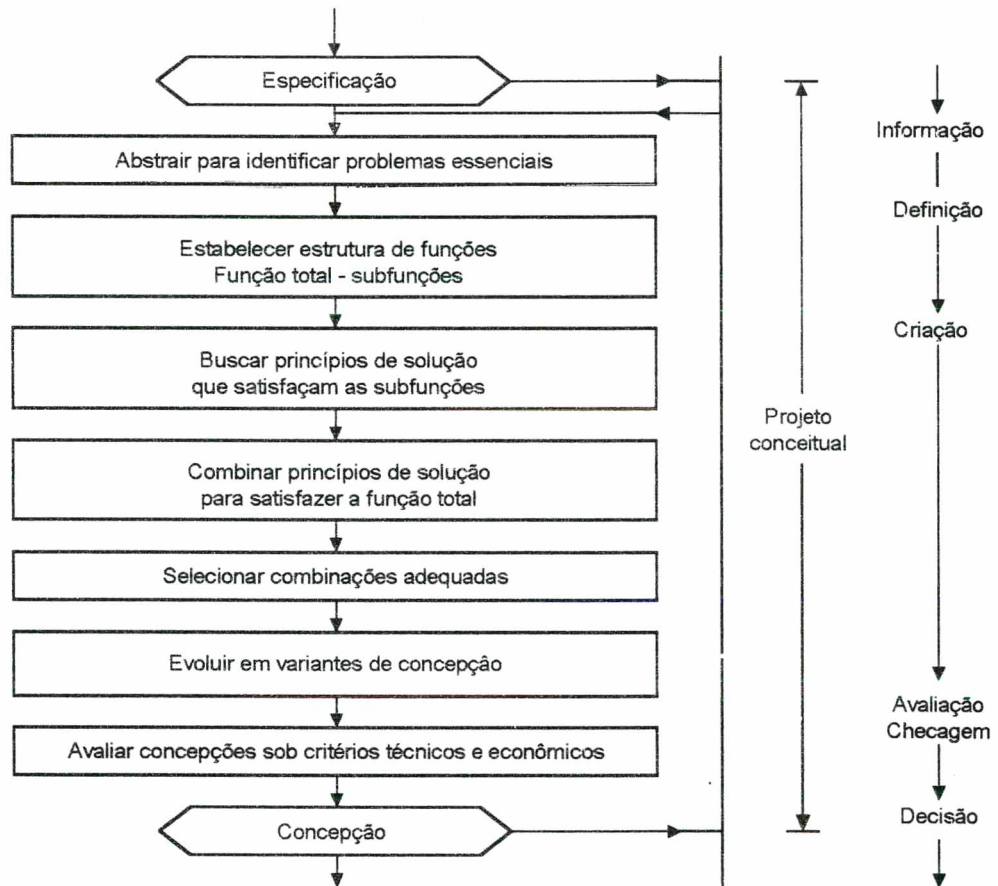 Especificação
Abstrair para identificar problemas essenciais
Estabelecer estrutura de funções
Função total - subfunções
Buscar princípios de solução
que satisfaçam as subfunções
Combinar princípios de solução
para satisfazer a função total
Selecionar combinações adequadas
Evoluir em variantes de concepção
Avaliar concepções sob critérios técnicos e econômicos
Concepção
Projeto
conceitual
Informação
Definição
Criação
Avaliação
Checagem
Decisão